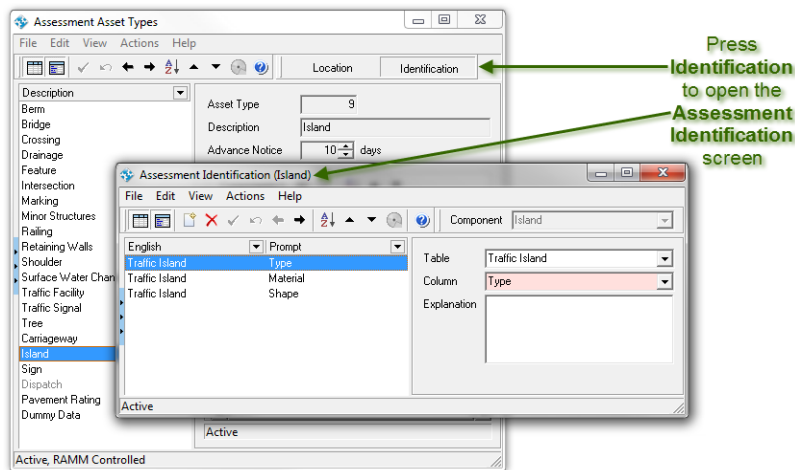 Assessment Asset Types
File Edit View Actions Help
Location Identification
Description
Berm
Bridge
Crossing
Drainage
Feature
Intersection
Marking
Minor Structures
Railing
Retaining Walls
Shoulder
Surface Water Chan
Traffic Facility
Traffic Signal
Tree
Carriageway
Island
Sign
Dispatch
Pavement Rating
Dummy Data
Asset Type 9
Description Island
Advance Notice 10 days
Active
Active, RAMM Controlled
Assessment Identification (Island)
File Edit View Actions Help
Component Island
English Prompt
Traffic Island Type
Traffic Island Material
Traffic Island Shape
Table Traffic Island
Column Type
Explanation
Active
Press
Identification
to open the
Assessment
Identification
screen